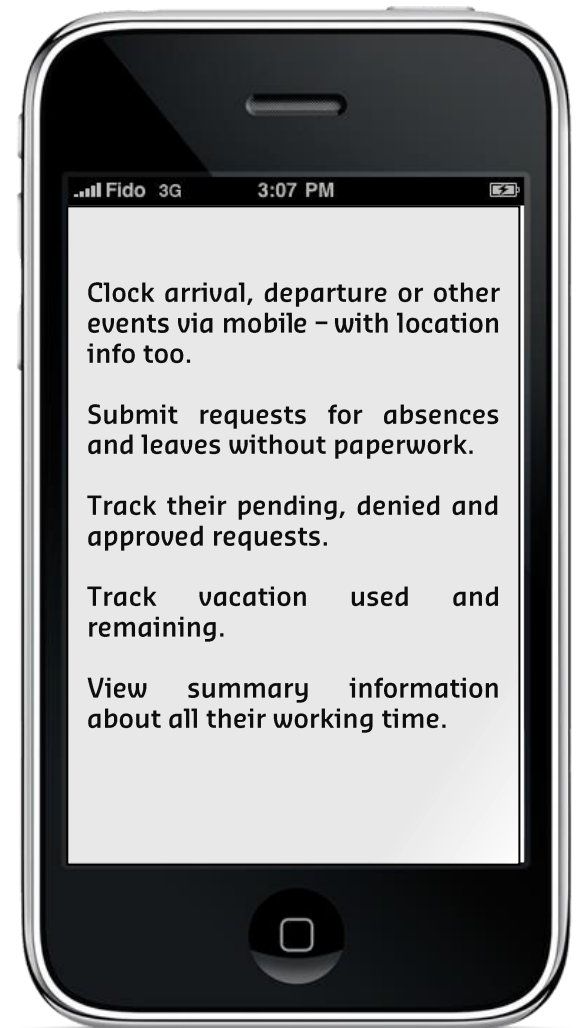 Fido 3G 3:07 PM
Clock arrival, departure or other
events via mobile – with location
info too.
Submit requests for absences
and leaves without paperwork.
Track their pending, denied and
approved requests.
Track vacation used and
remaining.
View summary information
about all their working time.